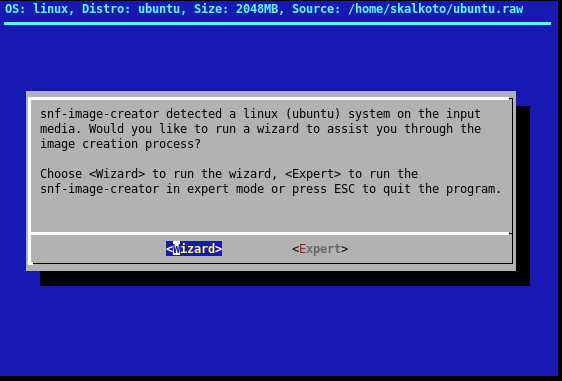 OS: linux, Distro: ubuntu, Size: 2048MB, Source: /home/skalkoto/ubuntu.raw
snf-image-creator detected a linux (ubuntu) system on the input
media. Would you like to run a wizard to assist you through the
image creation process?
Choose <Wizard> to run the wizard, <Expert> to run the
snf-image-creator in expert mode or press ESC to quit the program.
<Wizard> <Expert>